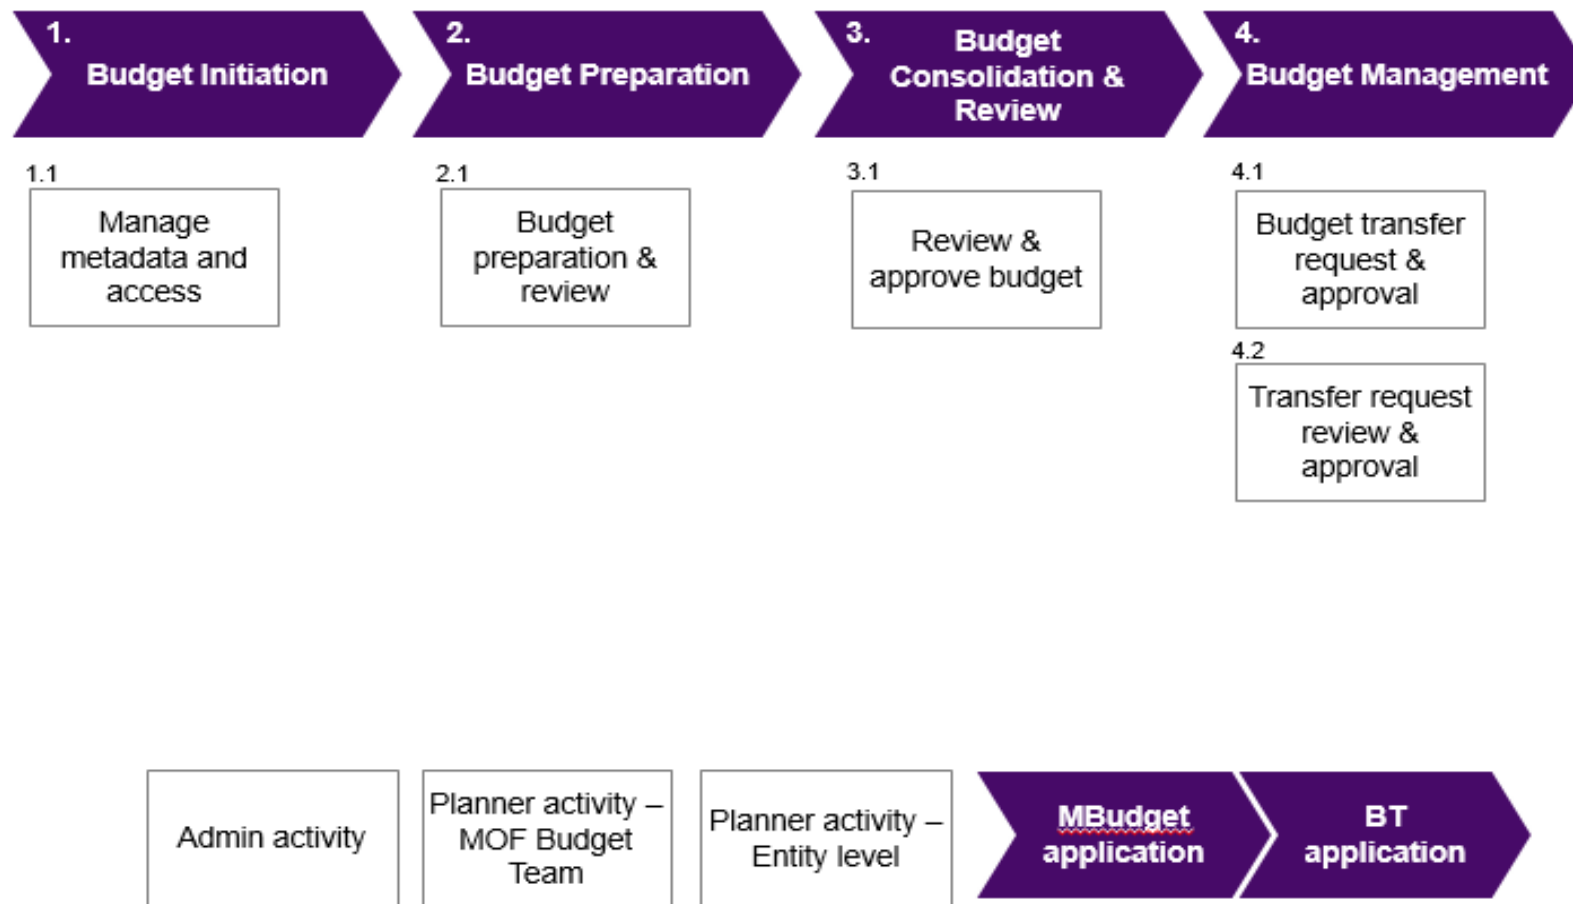 1.
Budget Initiation
2.
Budget Preparation
3.
Budget
Consolidation &
Review
4.
Budget Management
1.1
Manage
metadata and
access
2.1
Budget
preparation &
review
3.1
Review &
approve budget
4.1
Budget transfer
request &
approval
4.2
Transfer request
review &
approval
Admin activity
Planner activity –
MOF Budget
Team
Planner activity –
Entity level
MBudget
application
BT
application